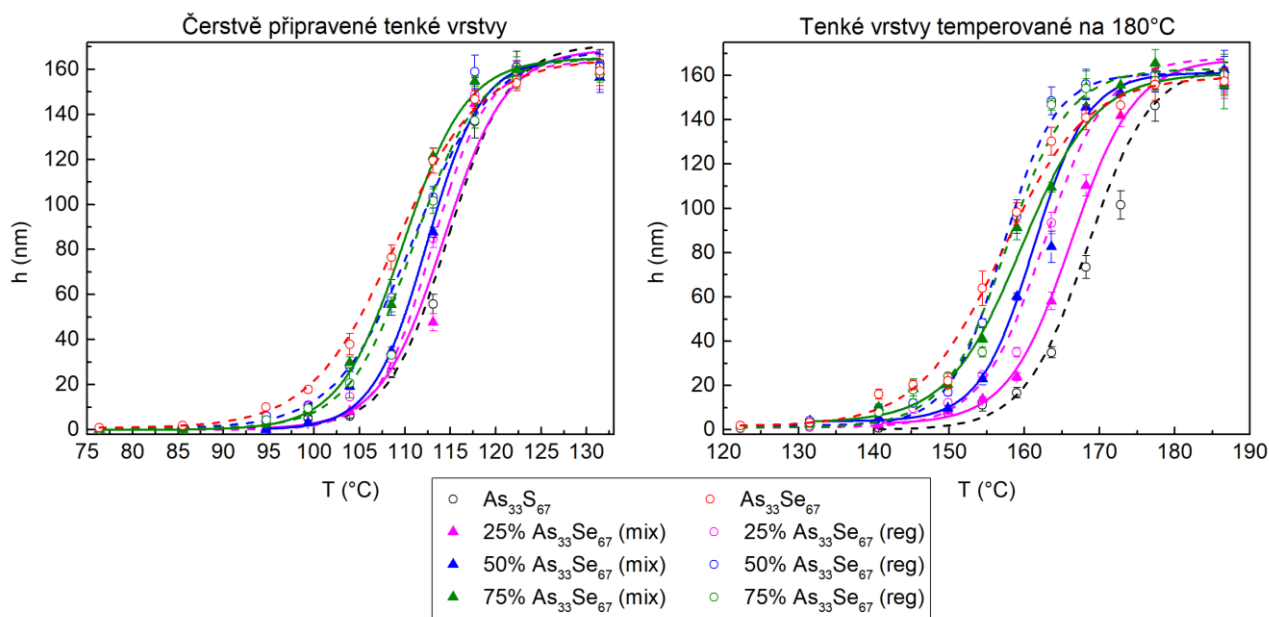 Čerstvě připravené tenké vrstvy
Tenké vrstvy temperované na 180°C
h (nm)
160
140
120
100
80
60
40
20
0
75 80 85 90 95 100 105 110 115 120 125 130
T (°C)
h (nm)
160
140
120
100
80
60
40
20
0
120 130 140 150 160 170 180 190
T (°C)
As₃₃S₆₇
As₃₃Se₆₇
25% As₃₃Se₆₇ (mix)
25% As₃₃Se₆₇ (reg)
50% As₃₃Se₆₇ (mix)
50% As₃₃Se₆₇ (reg)
75% As₃₃Se₆₇ (mix)
75% As₃₃Se₆₇ (reg)